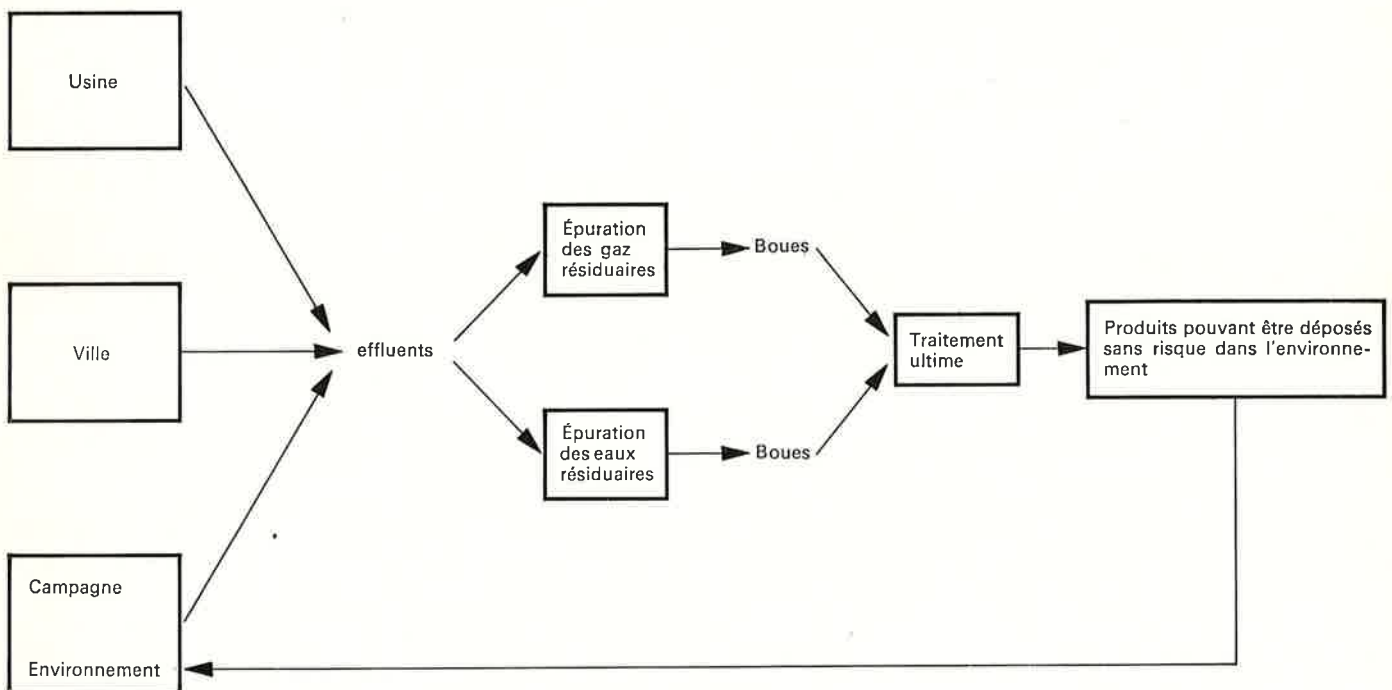 Usine
Ville
Campagne
Environnement
effluents
Épuration
des gaz
résiduaires
Épuration
des eaux
résiduaires
Boues
Boues
Traitement
ultime
Produits pouvant être déposés
sans risque dans l'environne-
ment